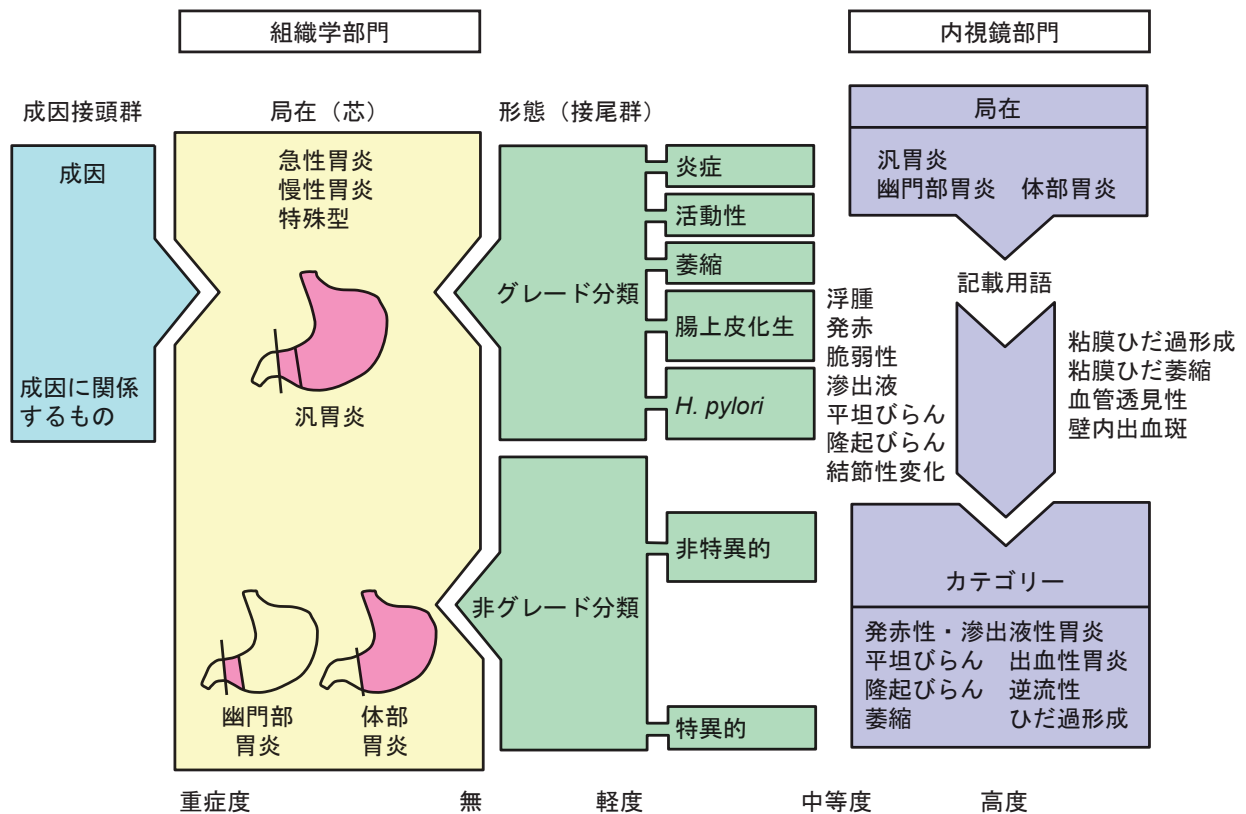 組織学部門
内視鏡部門
成因接頭群
局在（芯）
形態（接尾群）
成因
成因に関係
するもの
急性胃炎
慢性胃炎
特殊型
汎胃炎
幽門部
胃炎
体部
胃炎
グレード分類
炎症
活動性
萎縮
腸上皮化生
H. pylori
非グレード分類
非特異的
特異的
局在
汎胃炎
幽門部胃炎　体部胃炎
記載用語
浮腫
発赤
脆弱性
滲出液
平坦びらん
隆起びらん
結節性変化
粘膜ひだ過形成
粘膜ひだ萎縮
血管透見性
壁内出血斑
カテゴリー
発赤性・滲出液性胃炎
平坦びらん　出血性胃炎
隆起びらん　逆流性
萎縮　ひだ過形成
重症度　無　軽度　中等度　高度